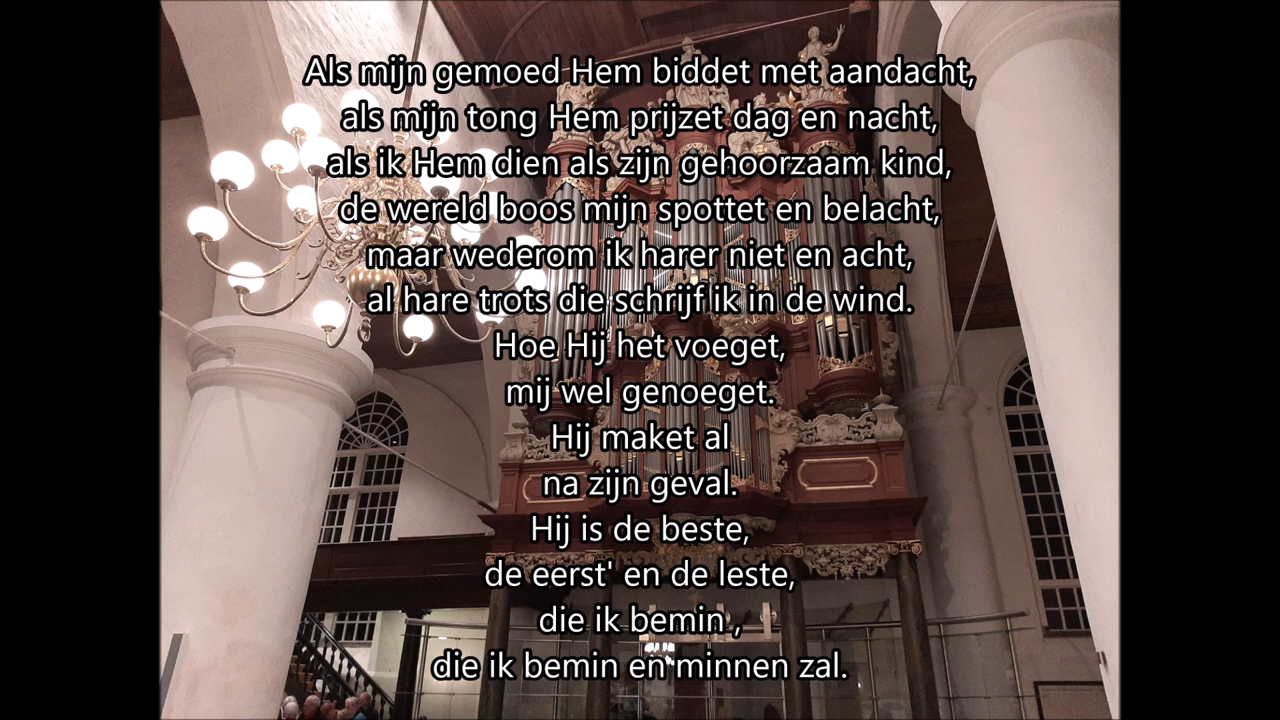 Als mijn gemoed Hem biddet met aandacht,
als mijn tong Hem prijzet dag en nacht,
als ik Hem dien als zijn gehoorzaam kind,
de wereld boos mijn spottet en belacht,
maar wederom ik harer niet en acht,
al hare trots die schrijf ik in de wind.
Hoe Hij het voeget,
mij wel genoeget.
Hij maket al
na zijn geval.
Hij is de beste,
de eerst' en de leste,
die ik bemin ,
die ik bemin en minnen zal.